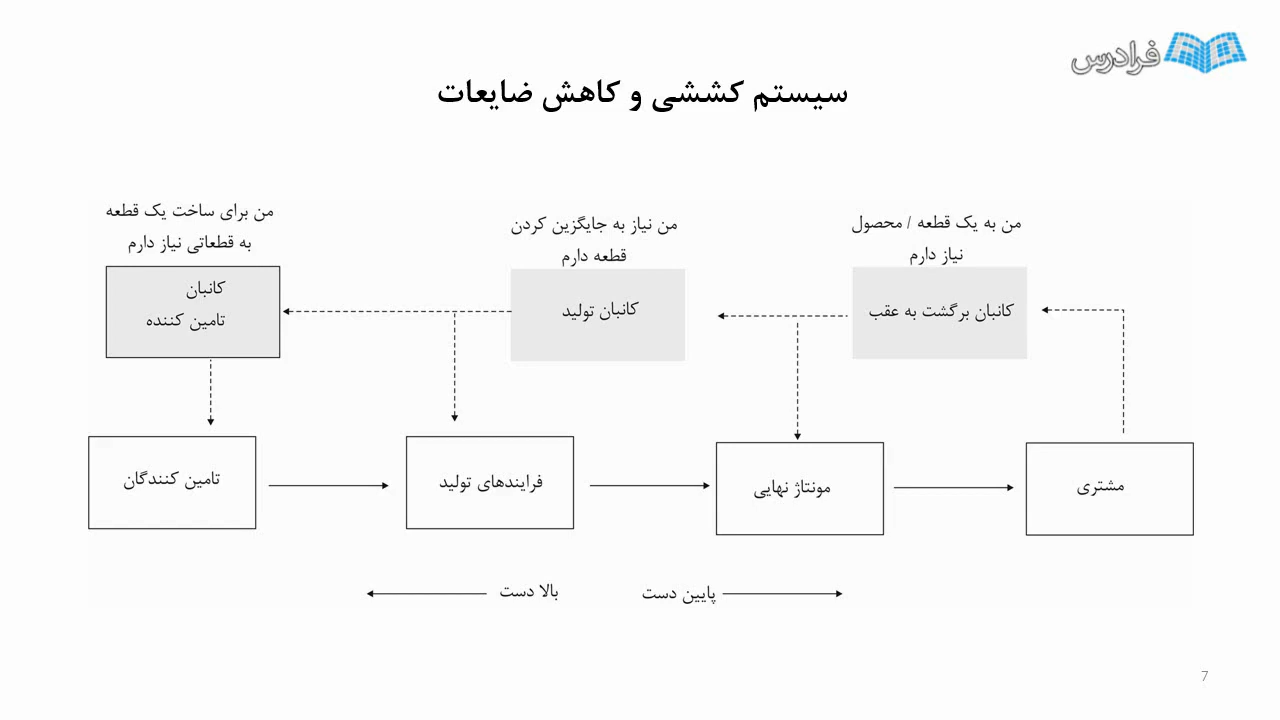 فرادرس
سیستم کششی و کاهش ضایعات
من به یک قطعه / محصول
نیاز دارم
من نیاز به جایگزین کردن
قطعه دارم
من برای ساخت یک قطعه
به قطعاتی نیاز دارم
کانبان برگشت به عقب
کانبان تولید
کانبان
تامین کننده
مشتری
مونتاژ نهایی
فرایندهای تولید
تامین کنندگان
پایین دست
بالا دست
7